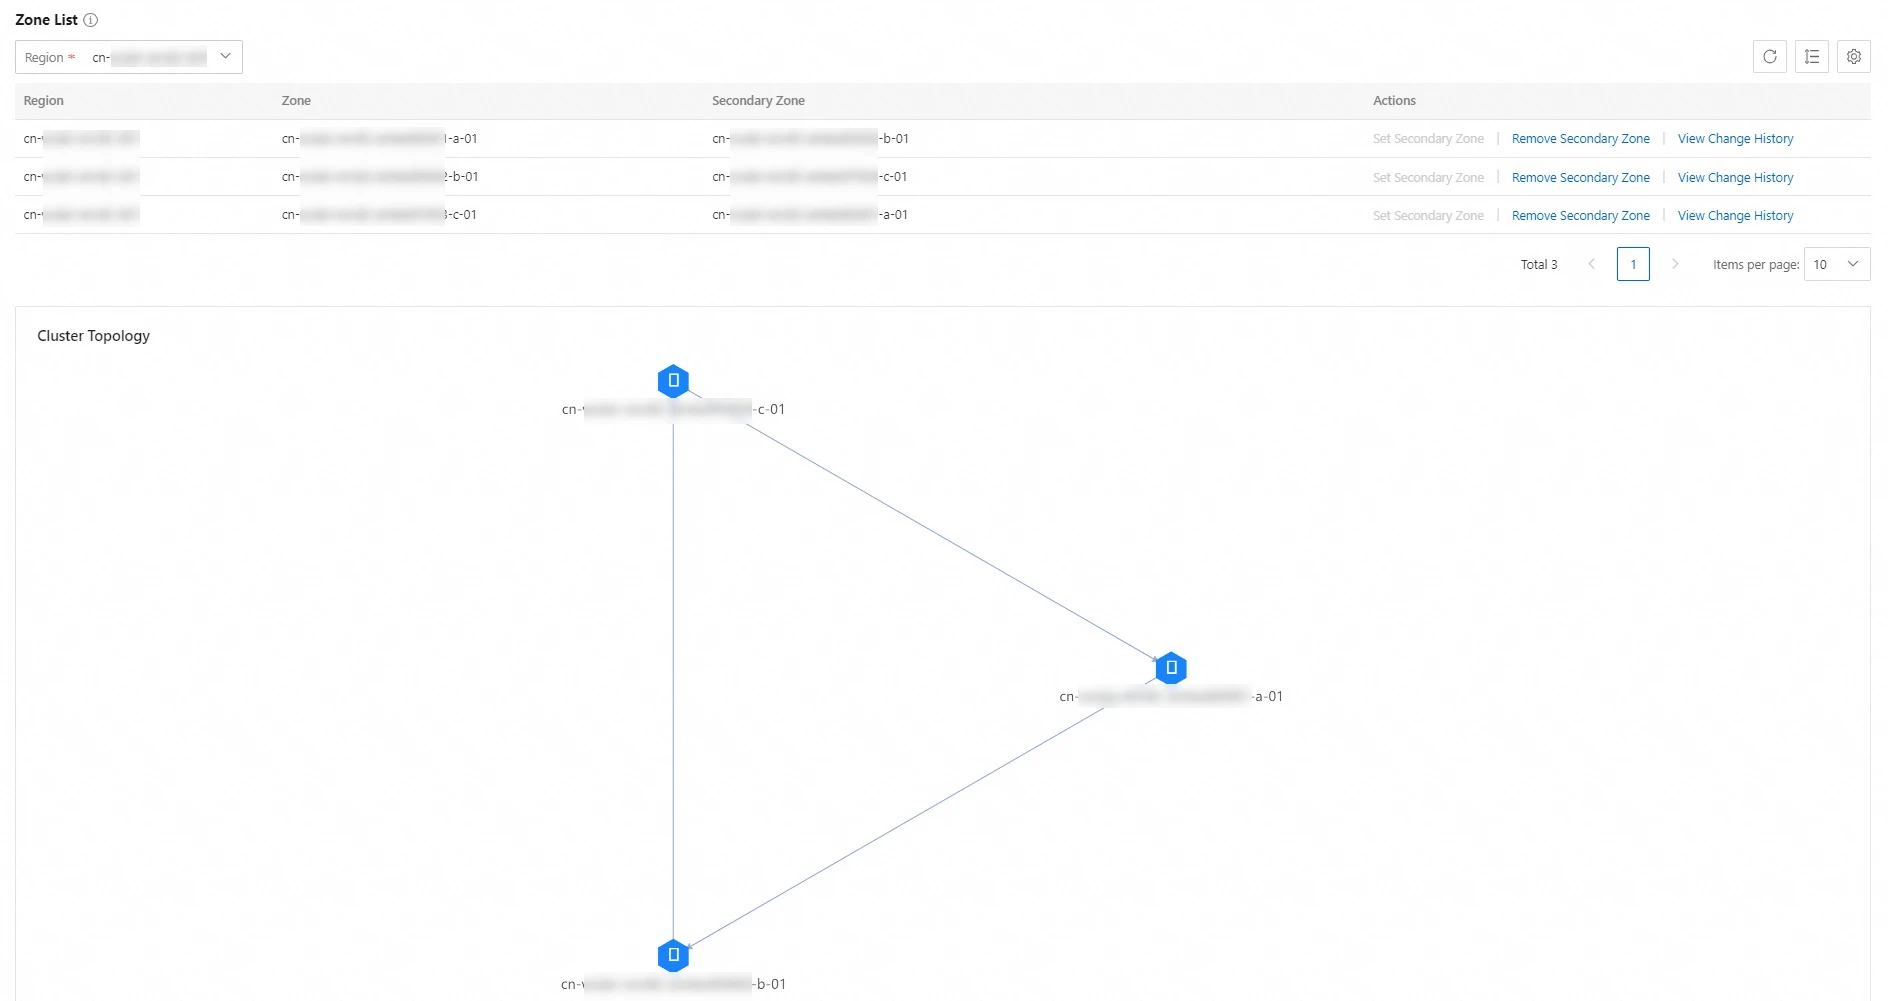 Zone List
Region * cn-
Region Zone Secondary Zone Actions
cn- cn- -a-01 cn- -b-01 Set Secondary Zone | Remove Secondary Zone | View Change History
cn- cn- -b-01 cn- -c-01 Set Secondary Zone | Remove Secondary Zone | View Change History
cn- cn- -c-01 cn- -a-01 Set Secondary Zone | Remove Secondary Zone | View Change History
Total 3 < 1 > Items per page: 10
Cluster Topology
cn- -c-01
cn- -a-01
cn- -b-01